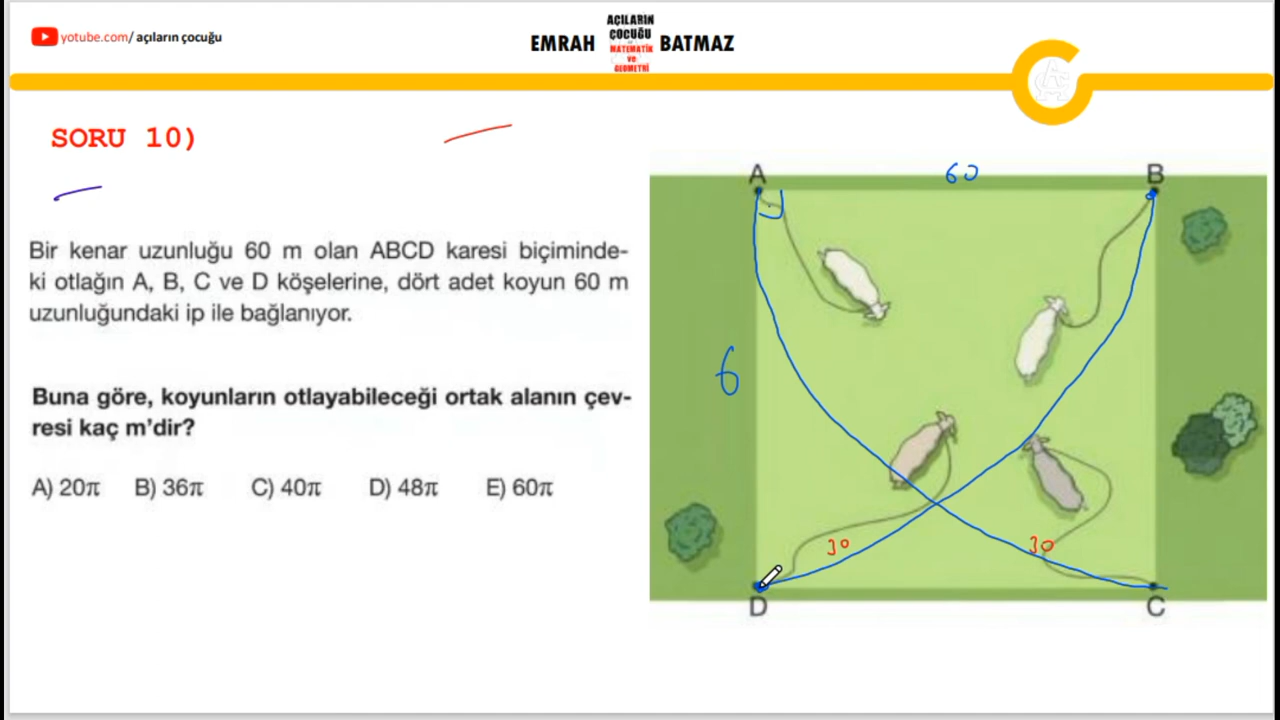 yotube.com/ açıların çocuğu
EMRAH
AÇILARIN
ÇOCUĞU
MATEMATİK
ve
GEOMETRİ
BATMAZ
SORU 10)
Bir kenar uzunluğu 60 m olan ABCD karesi biçiminde-
ki otlağın A, B, C ve D köşelerine, dört adet koyun 60 m
uzunluğundaki ip ile bağlanıyor.
Buna göre, koyunların otlayabileceği ortak alanın çev-
resi kaç m'dir?
A) 20π B) 36π C) 40π D) 48π E) 60π
A 60 B
6
30 30
D C